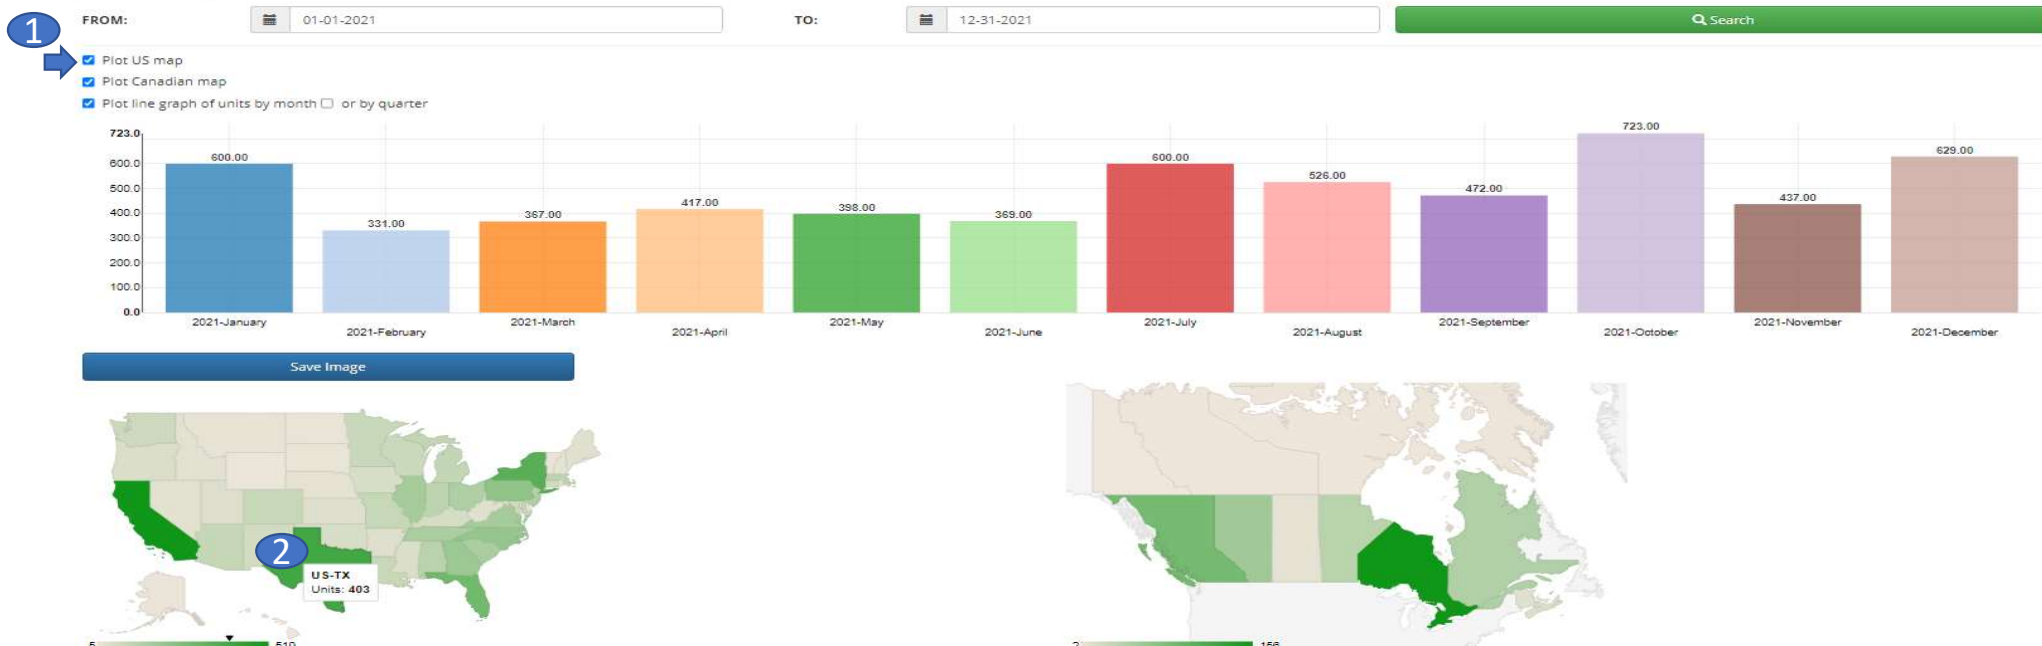 1
FROM:
01-01-2021
TO:
12-31-2021
Search
Plot US map
Plot Canadian map
Plot line graph of units by month or by quarter
723.0
600.0
500.0
400.0
300.0
200.0
100.0
0.0
600.00
331.00
367.00
417.00
398.00
369.00
600.00
526.00
472.00
723.00
437.00
629.00
2021-January
2021-February
2021-March
2021-April
2021-May
2021-June
2021-July
2021-August
2021-September
2021-October
2021-November
2021-December
Save Image
2
US-TX
Units: 403
5
510
2
156